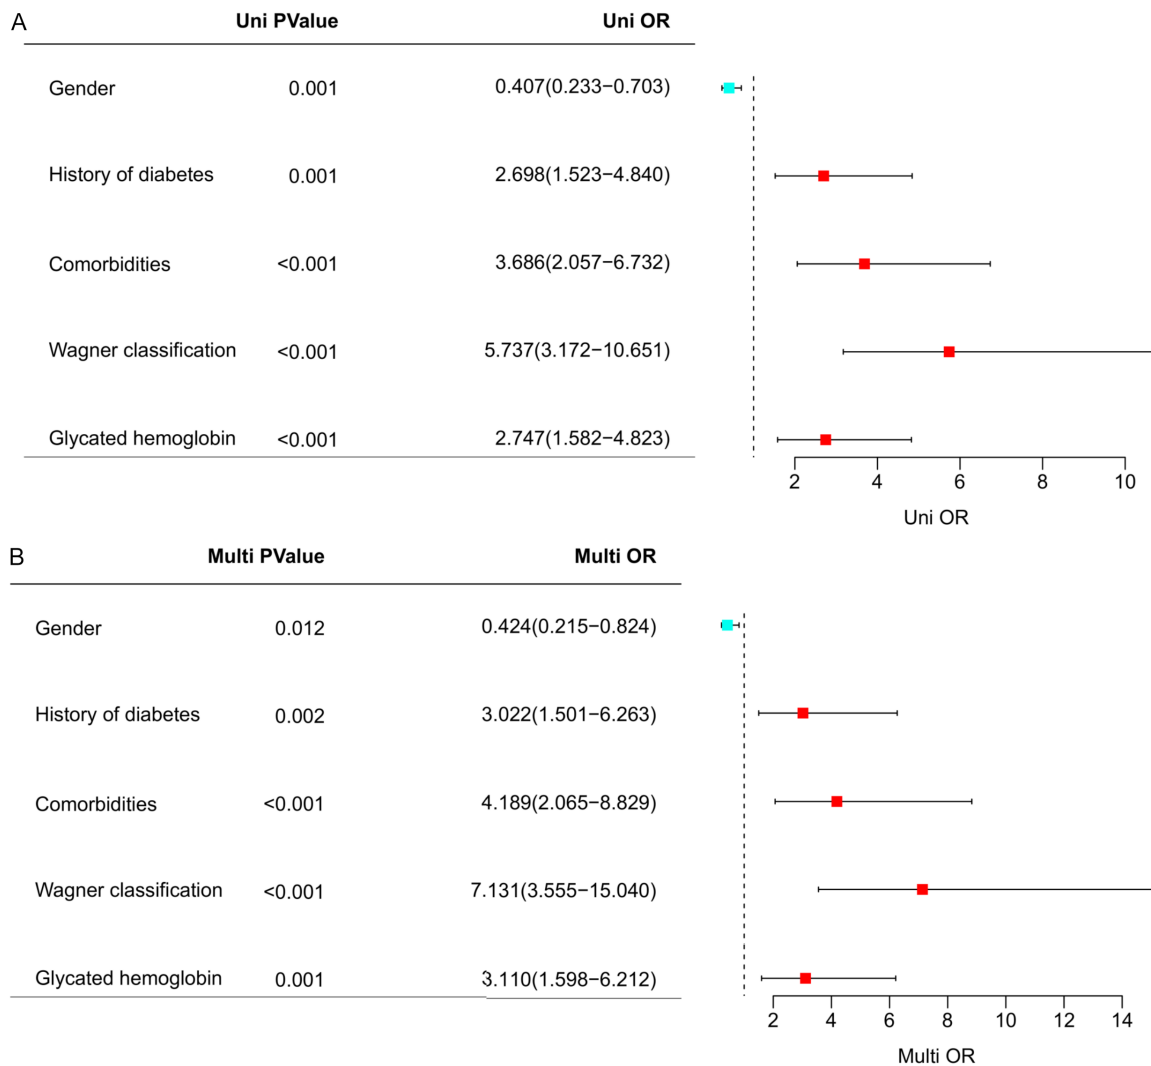 A
Uni PValue Uni OR
Gender 0.001 0.407(0.233−0.703)
History of diabetes 0.001 2.698(1.523−4.840)
Comorbidities <0.001 3.686(2.057−6.732)
Wagner classification <0.001 5.737(3.172−10.651)
Glycated hemoglobin <0.001 2.747(1.582−4.823)
2 4 6 8 10
Uni OR
B
Multi PValue Multi OR
Gender 0.012 0.424(0.215−0.824)
History of diabetes 0.002 3.022(1.501−6.263)
Comorbidities <0.001 4.189(2.065−8.829)
Wagner classification <0.001 7.131(3.555−15.040)
Glycated hemoglobin 0.001 3.110(1.598−6.212)
2 4 6 8 10 12 14
Multi OR